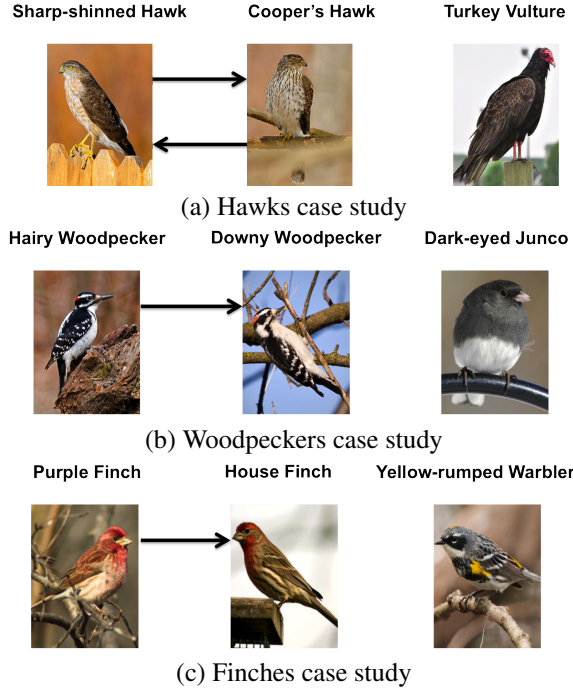 Sharp-shinned Hawk Cooper's Hawk Turkey Vulture
(a) Hawks case study
Hairy Woodpecker Downy Woodpecker Dark-eyed Junco
(b) Woodpeckers case study
Purple Finch House Finch Yellow-rumped Warbler
(c) Finches case study